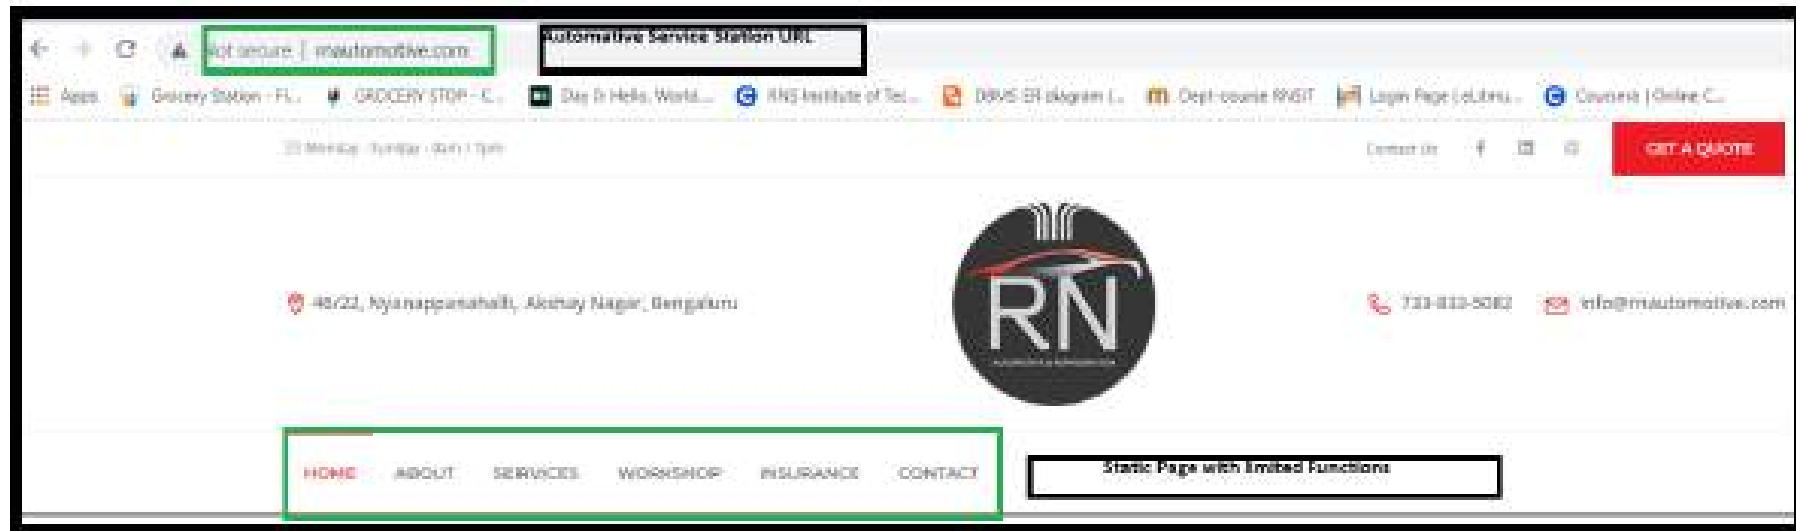 Not secure | rnautomotive.com
Automative Service Station URL
Apps Grocery Station - Fi... GROCERY STOP - C... Day 0: Hello, World.... RNS Institute of Tec... DBMS ER diagram (... Dept-course RNSIT Login Page Coursera | Online C...
Monday - Sunday - 9am
Contact Us
GET A QUOTE
46/22, Nyanappanahalli, Akshay Nagar, Bengaluru
RN
733-833-5082 info@rnautomotive.com
HOME ABOUT SERVICES WORKSHOP INSURANCE CONTACT
Static Page with limited Functions